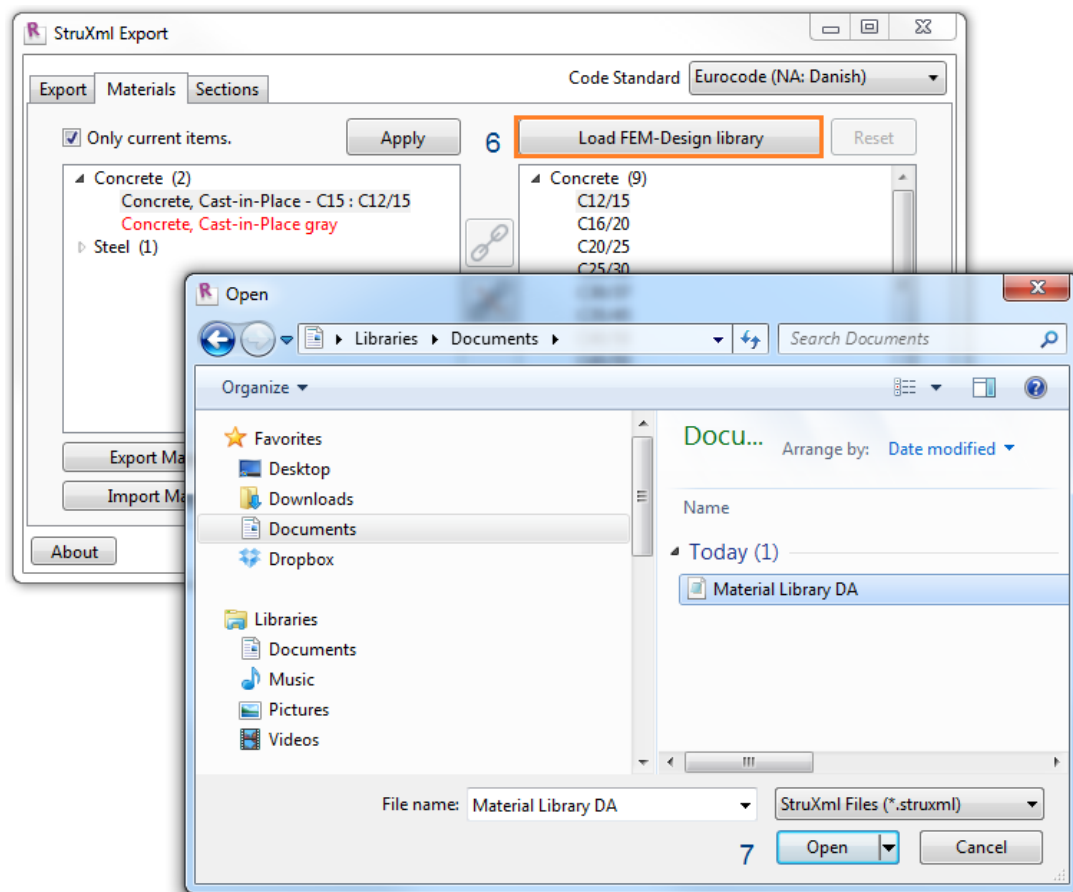 StruXml Export
Code Standard Eurocode (NA: Danish)
Export Materials Sections
Only current items. Apply 6 Load FEM-Design library Reset
Concrete (2)
Concrete, Cast-in-Place - C15 : C12/15
Concrete, Cast-in-Place gray
Steel (1)
Concrete (9)
C12/15
C16/20
C20/25
C25/30
Export Ma
Import Ma
About
Open
Libraries Documents Search Documents
Organize
Favorites
Desktop
Downloads
Documents
Dropbox
Libraries
Documents
Music
Pictures
Videos
Docu... Arrange by: Date modified
Name
Today (1)
Material Library DA
File name: Material Library DA StruXml Files (*.struxml)
7 Open Cancel